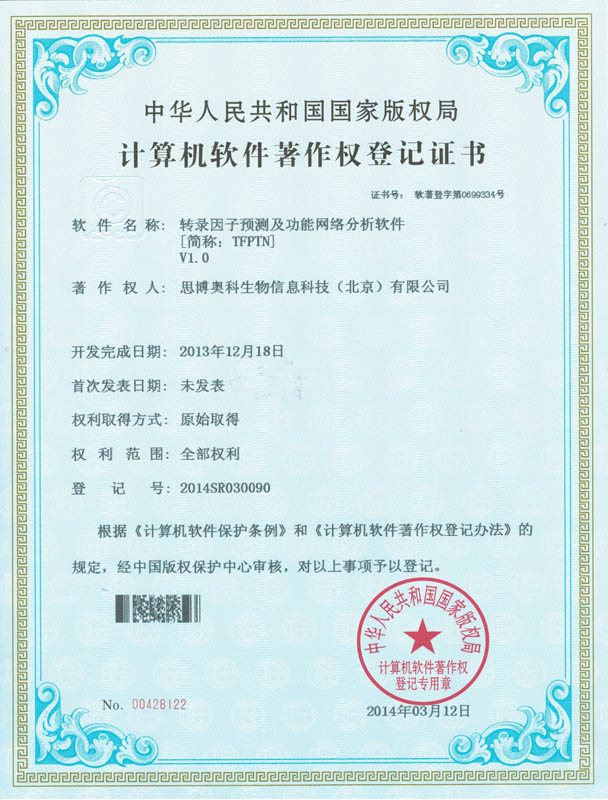 中华人民共和国国家版权局
计算机软件著作权登记证书
证书号： 软著登字第0699334号
软件名称： 转录因子预测及功能网络分析软件
[简称：TFPTN]
V1.0
著作权人： 思博奥科生物信息科技（北京）有限公司
开发完成日期： 2013年12月18日
首次发表日期： 未发表
权利取得方式： 原始取得
权利范围： 全部权利
登记号： 2014SR030090
根据《计算机软件保护条例》和《计算机软件著作权登记办法》的
规定，经中国版权保护中心审核，对以上事项予以登记。
中华人民共和国国家版权局
计算机软件著作权
登记专用章
No. 00428122
2014年03月12日